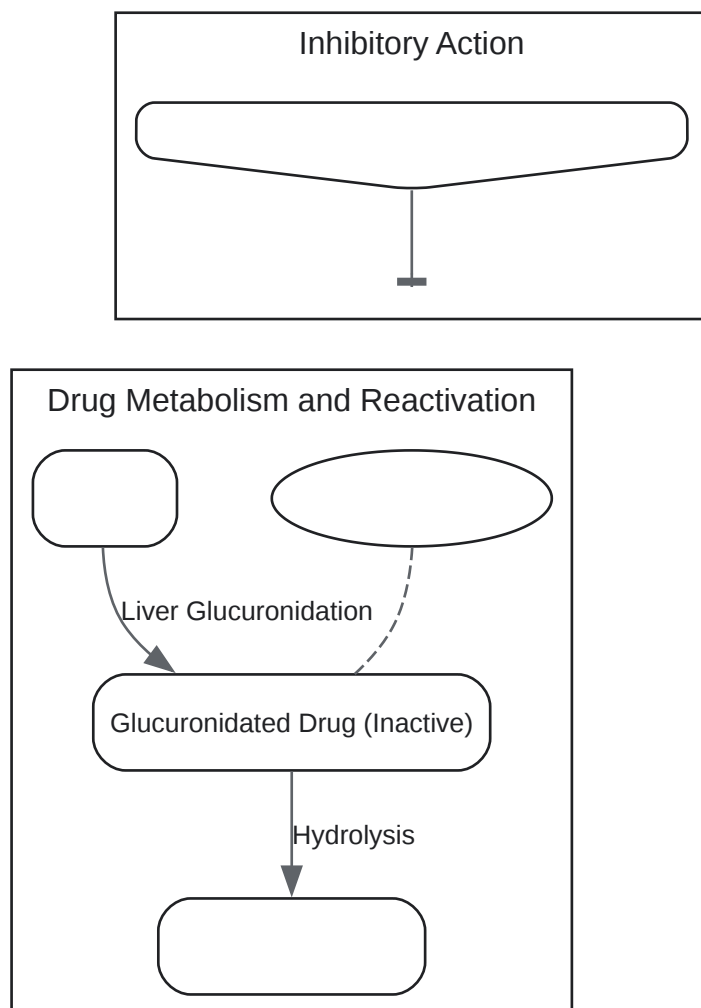 Inhibitory Action
Drug Metabolism and Reactivation
Liver Glucuronidation
Glucuronidated Drug (Inactive)
Hydrolysis